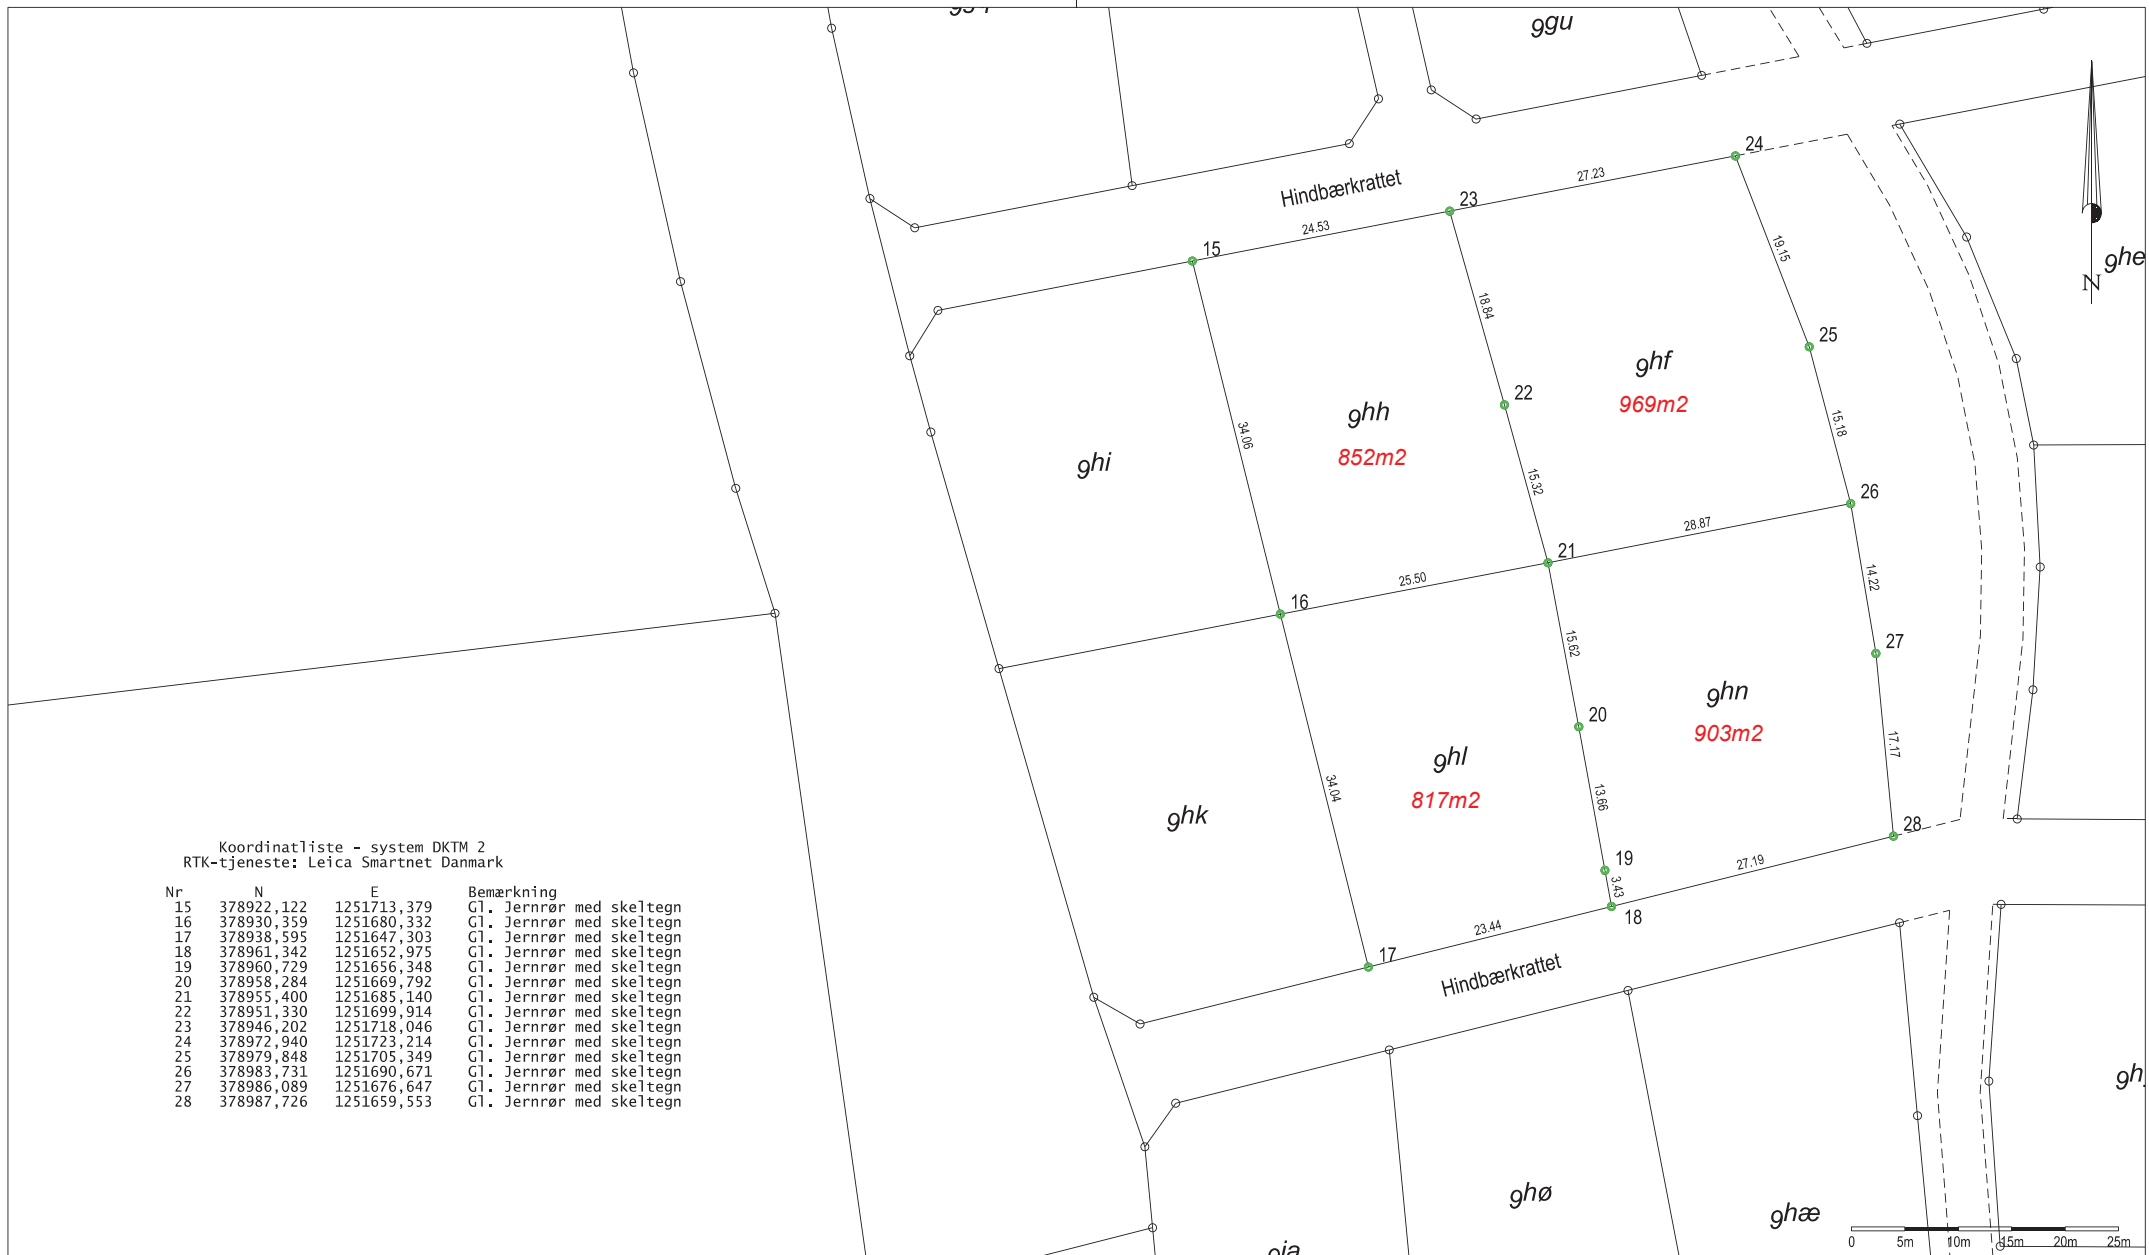 9gu
24
27.23
Hindbærkrattet
23
24.53
15
19.15
9he
N
18.84
25
9hf
969m2
22
9hh
852m2
34.06
15.18
9hi
15.32
26
28.87
21
25.50
16
14.22
15.62
27
9hn
903m2
20
17.17
9hl
817m2
34.04
13.66
9hk
28
19
27.19
3.43
18
23.44
17
Hindbærkrattet
Koordinatliste - system DKTM 2
RTK-tjeneste: Leica Smartnet Danmark
Nr N E Bemærkning
15 378922,122 1251713,379 Gl. Jernrør med skeltegn
16 378930,359 1251680,332 Gl. Jernrør med skeltegn
17 378938,595 1251647,303 Gl. Jernrør med skeltegn
18 378961,342 1251652,975 Gl. Jernrør med skeltegn
19 378960,729 1251656,348 Gl. Jernrør med skeltegn
20 378958,284 1251669,792 Gl. Jernrør med skeltegn
21 378955,400 1251685,140 Gl. Jernrør med skeltegn
22 378951,330 1251699,914 Gl. Jernrør med skeltegn
23 378946,202 1251718,046 Gl. Jernrør med skeltegn
24 378972,940 1251723,214 Gl. Jernrør med skeltegn
25 378979,848 1251705,349 Gl. Jernrør med skeltegn
26 378983,731 1251690,671 Gl. Jernrør med skeltegn
27 378986,089 1251676,647 Gl. Jernrør med skeltegn
28 378987,726 1251659,553 Gl. Jernrør med skeltegn
9hø
9hæ
0 5m 10m 15m 20m 25m